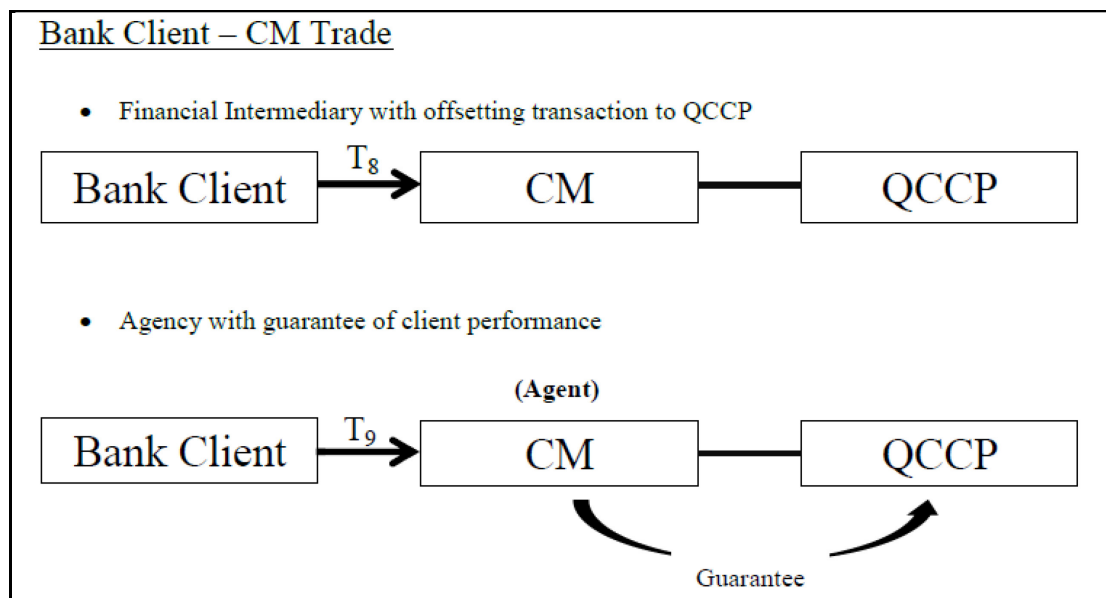 Bank Client – CM Trade
• Financial Intermediary with offsetting transaction to QCCP
T8
Bank Client CM QCCP
• Agency with guarantee of client performance
(Agent)
T9
Bank Client CM QCCP
Guarantee